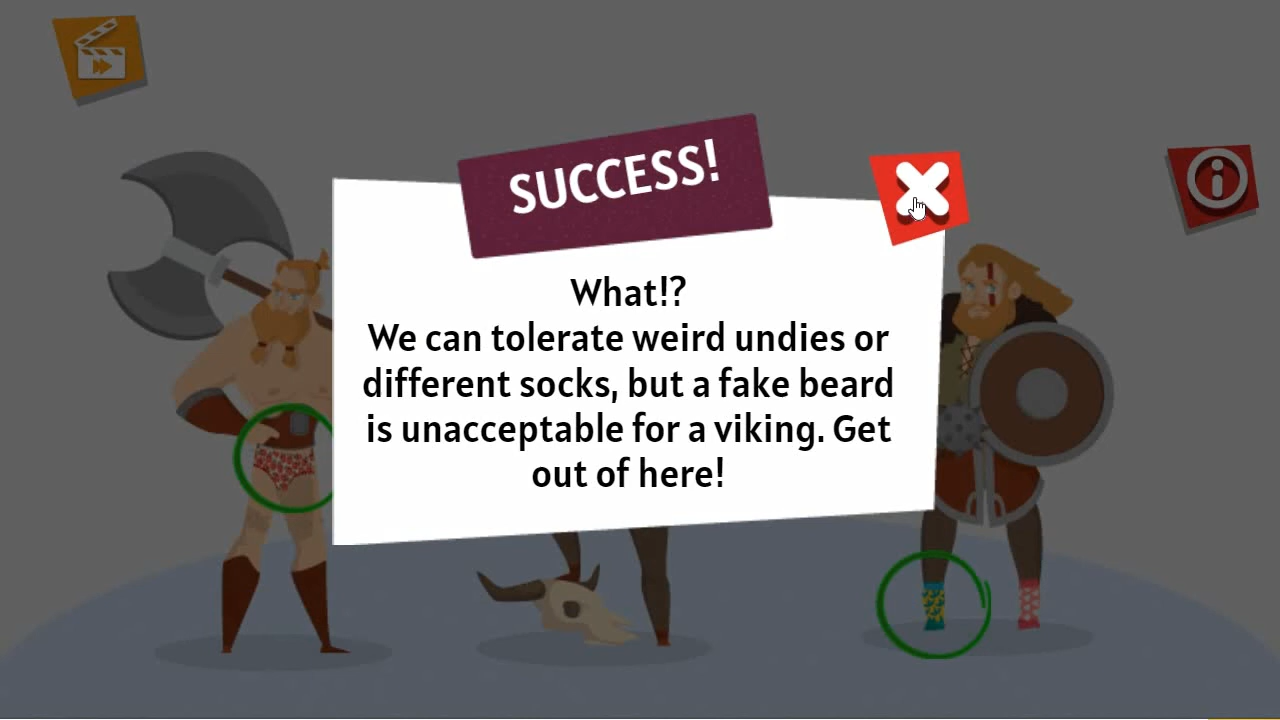 SUCCESS!
What!?
We can tolerate weird undies or
different socks, but a fake beard
is unacceptable for a viking. Get
out of here!